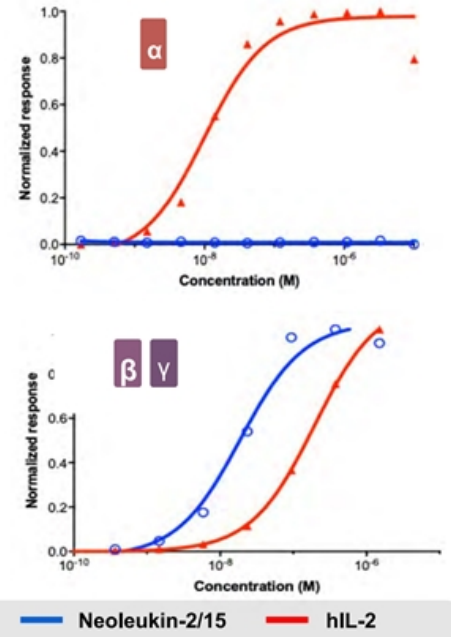 1.0
α
0.8
0.6
0.4
0.2
0.0
10-10
10-8
10-6
Normalized response
Concentration (M)
β γ
0.6
0.4
0.2
0.0
10-10
10-8
10-6
Normalized response
Concentration (M)
Neoleukin-2/15 hIL-2